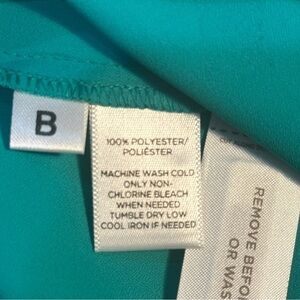 B
100% POLYESTER/
POLIÉSTER
MACHINE WASH COLD
ONLY NON-
CHLORINE BLEACH
WHEN NEEDED
TUMBLE DRY LOW
COOL IRON IF NEEDED
REMOVE BEFO
OR WAS